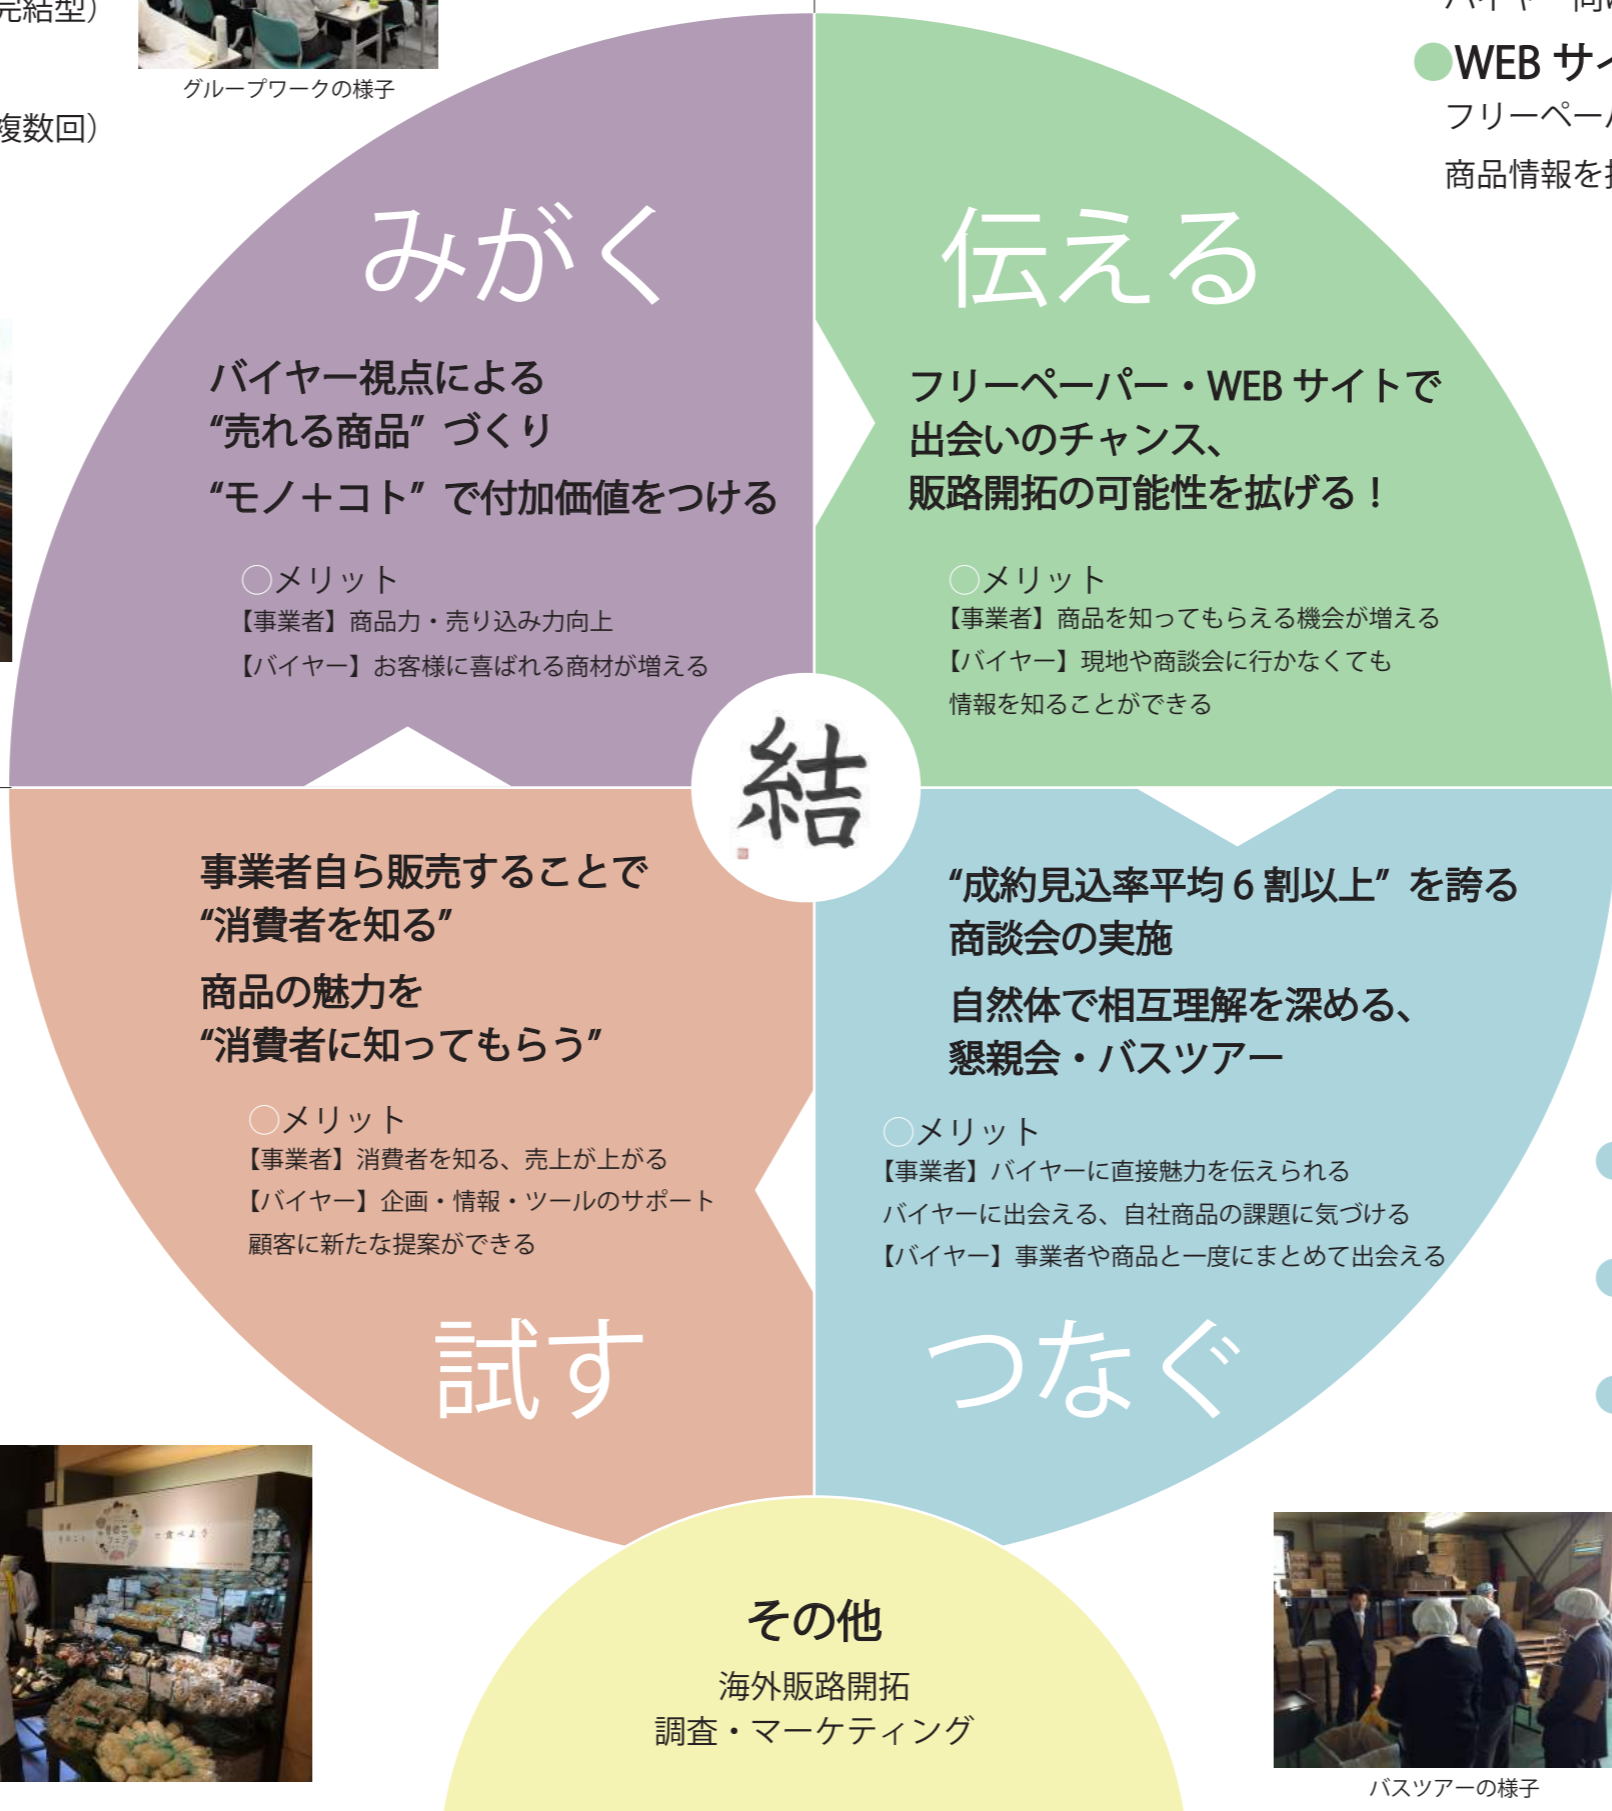 完結型）
グループワークの様子
複数回）
●WEB サイ
フリーペーパ
商品情報を
みがく
バイヤー視点による
“売れる商品”づくり
“モノ＋コト”で付加価値をつける
○メリット
【事業者】商品力・売り込み力向上
【バイヤー】お客様に喜ばれる商材が増える
伝える
フリーペーパー・WEB サイトで
出会いのチャンス、
販路開拓の可能性を拡げる！
○メリット
【事業者】商品を知ってもらえる機会が増える
【バイヤー】現地や商談会に行かなくても
情報を知ることができる
結
事業者自ら販売することで
“消費者を知る”
商品の魅力を
“消費者に知ってもらう”
○メリット
【事業者】消費者を知る、売上が上がる
【バイヤー】企画・情報・ツールのサポート
顧客に新たな提案ができる
試す
“成約見込率平均 6 割以上”を誇る
商談会の実施
自然体で相互理解を深める、
懇親会・バスツアー
○メリット
【事業者】バイヤーに直接魅力を伝えられる
バイヤーに出会える、自社商品の課題に気づける
【バイヤー】事業者や商品と一度にまとめて出会える
つなぐ
その他
海外販路開拓
調査・マーケティング
バスツアーの様子